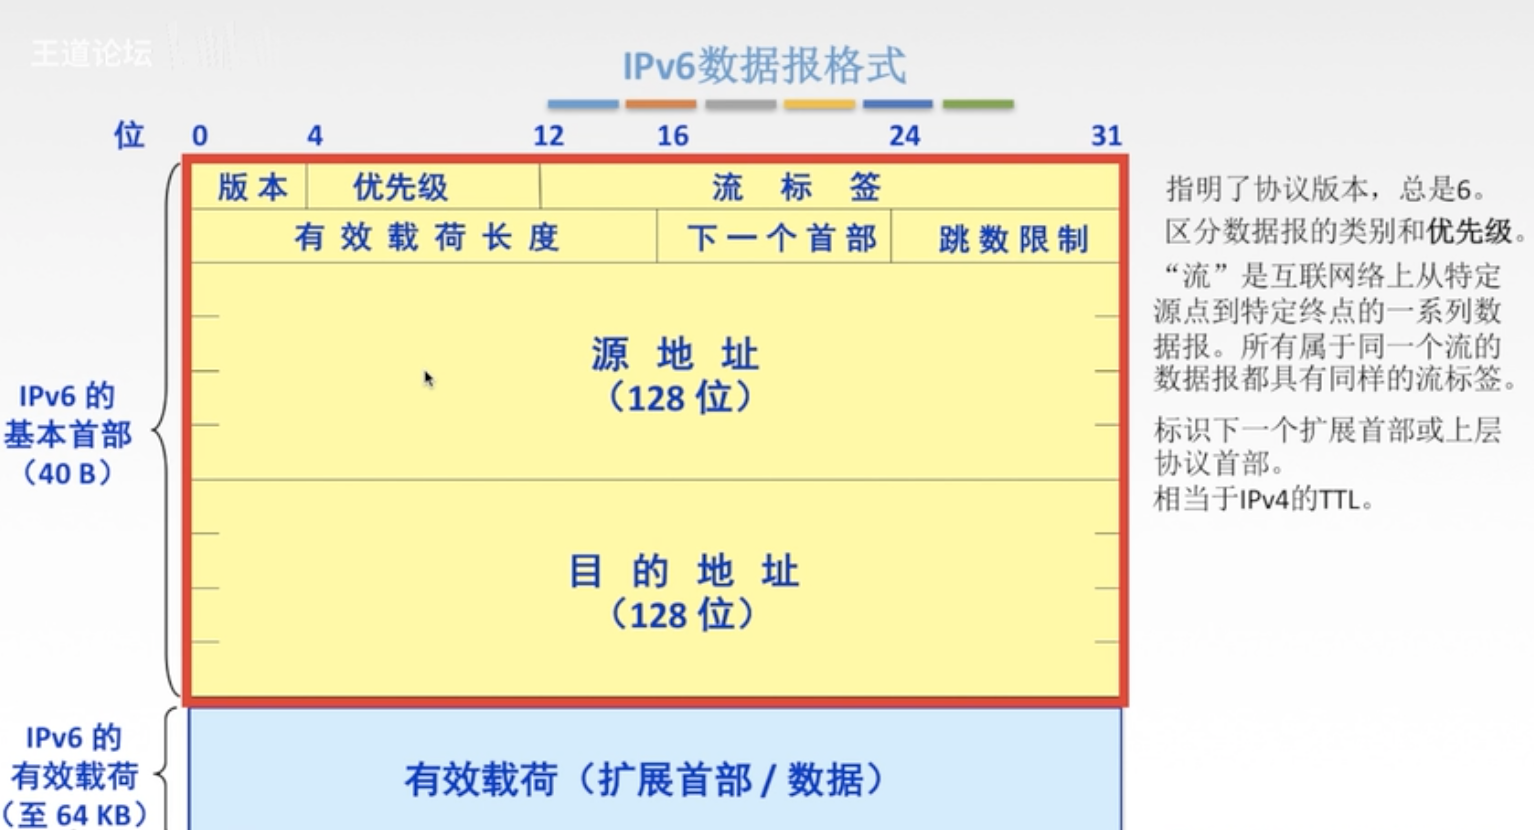 王道论坛
IPv6数据报格式
位 0 4 12 16 24 31
版本 优先级 流标签
有效载荷长度 下一个首部 跳数限制
源地址
（128 位）
目的地址
（128 位）
IPv6 的
基本首部
（40 B）
IPv6 的
有效载荷
（至 64 KB）
有效载荷（扩展首部 / 数据）
指明了协议版本，总是6。
区分数据报的类别和优先级。
“流”是互联网络上从特定
源点到特定终点的一系列数
据报。所有属于同一个流的
数据报都具有同样的流标签。
标识下一个扩展首部或上层
协议首部。
相当于IPv4的TTL。